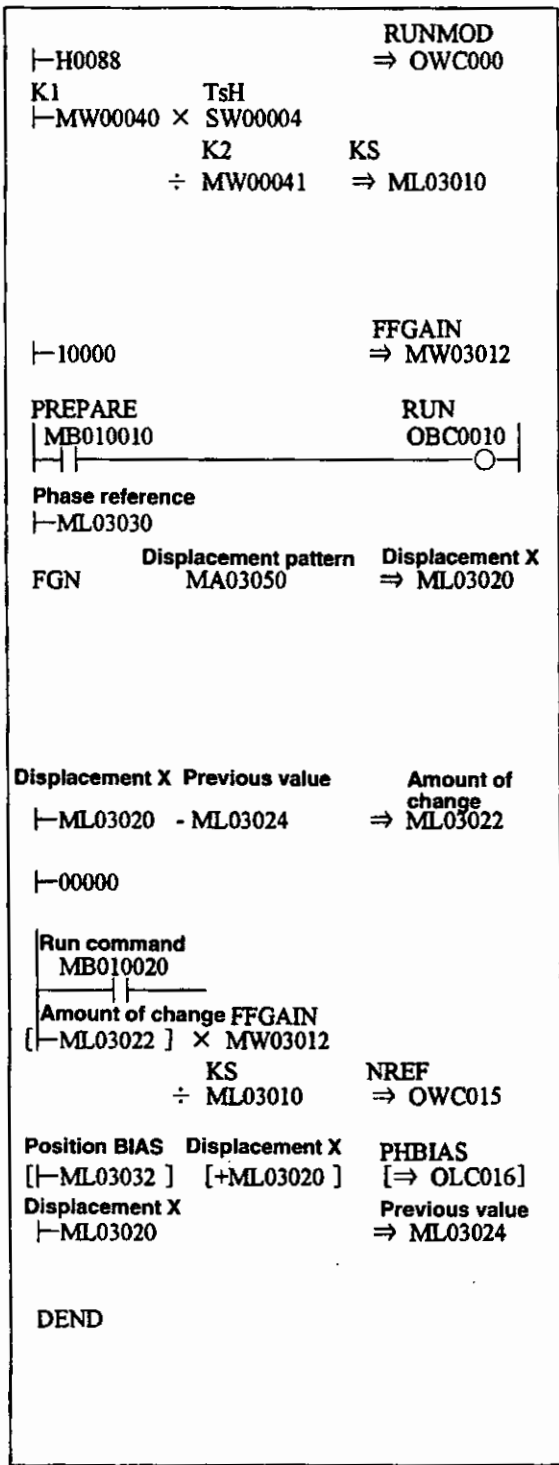 RUNMOD
├─H0088 ⇒ OWC000
K1 TsH
├─MW00040 × SW00004
K2 KS
÷ MW00041 ⇒ ML03010
FFGAIN
├─10000 ⇒ MW03012
PREPARE RUN
MB010010 OBC0010
Phase reference
├─ML03030
Displacement pattern Displacement X
FGN MA03050 ⇒ ML03020
Displacement X Previous value Amount of
change
├─ML03020 - ML03024 ⇒ ML03022
├─00000
Run command
MB010020
Amount of change FFGAIN
[├─ML03022 ] × MW03012
KS NREF
÷ ML03010 ⇒ OWC015
Position BIAS Displacement X PHBIAS
[├─ML03032 ] [+ML03020 ] [⇒ OLC016]
Displacement X Previous value
├─ML03020 ⇒ ML03024
DEND